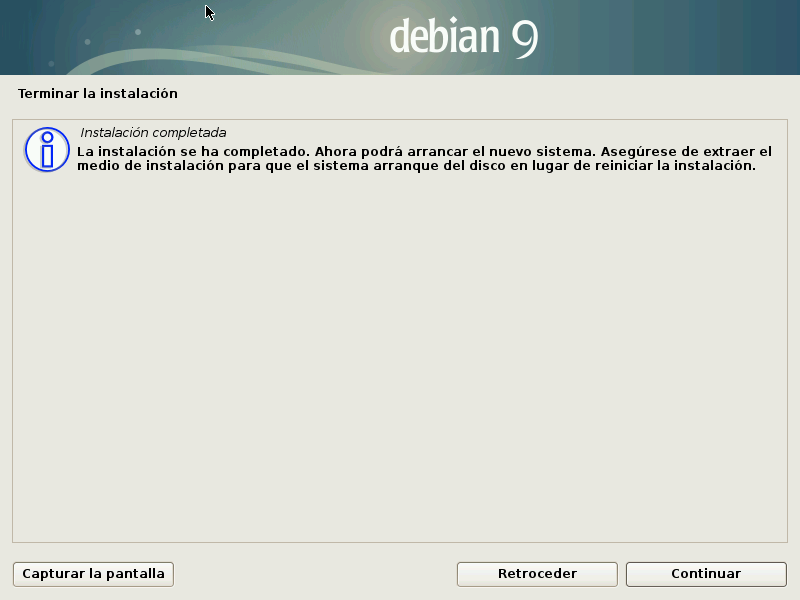 debian 9
Terminar la instalación
Instalación completada
La instalación se ha completado. Ahora podrá arrancar el nuevo sistema. Asegúrese de extraer el
medio de instalación para que el sistema arranque del disco en lugar de reiniciar la instalación.
Capturar la pantalla
Retroceder
Continuar